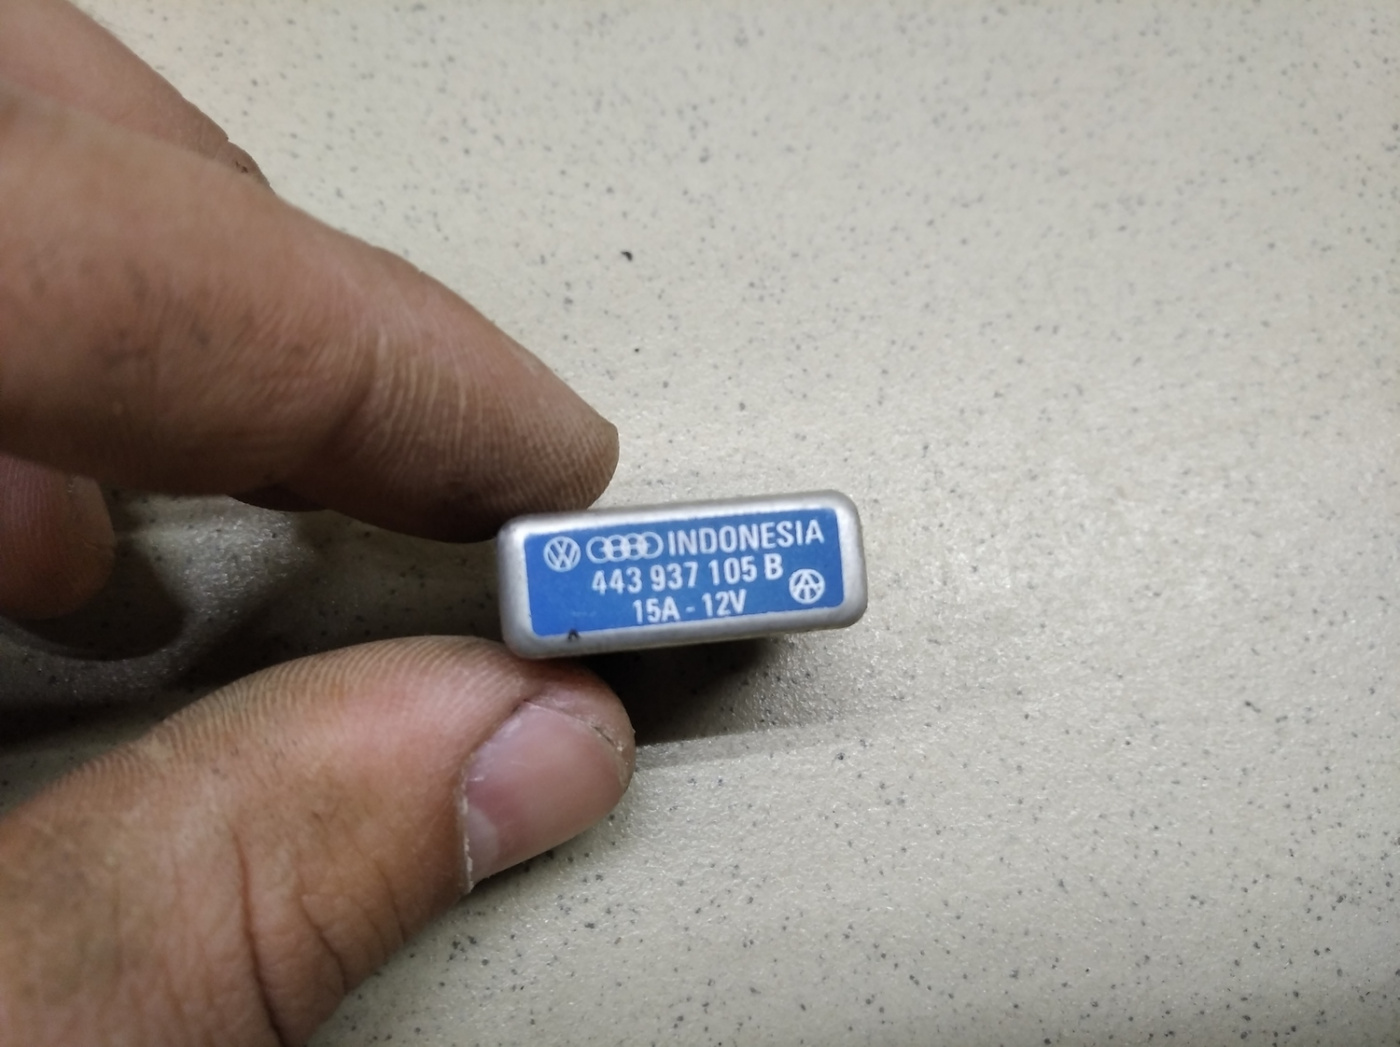 INDONESIA
443 937 105 B
15A - 12V